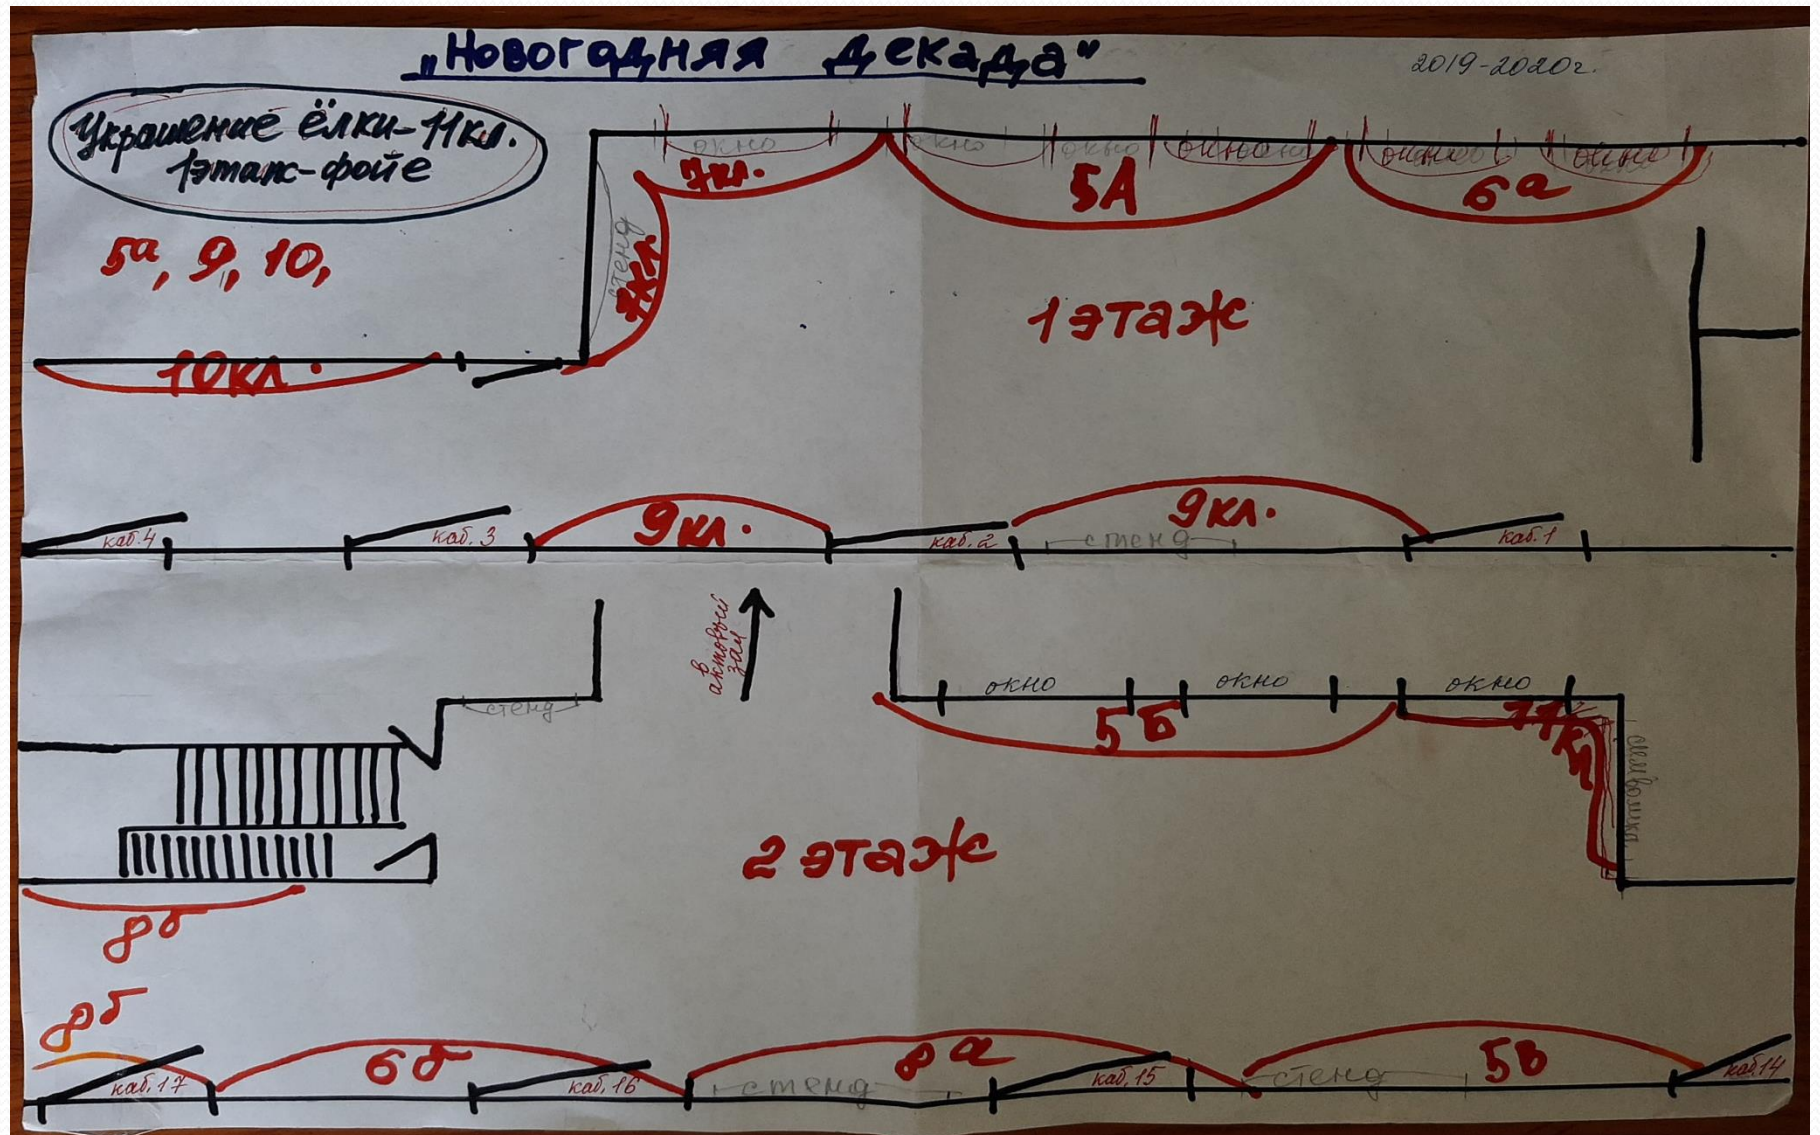 „Новогодняя декада"
2019-2020г.
Украшение ёлки-11кл.
1этаж-фойе
5а, 9, 10,
окно
окно
окно
окно
окно
окно
7кл.
5А
6а
стенд
7кл.
1 этаж
10кл.
9кл.
9кл.
каб.4
каб.3
каб.2
стенд
каб.1
в
актовый
зал
стенд
окно
окно
окно
5Б
11кл
символика
2 этаж
8б
8б
6б
8а
5в
каб.17
каб.16
стенд
каб.15
стенд
каб.14